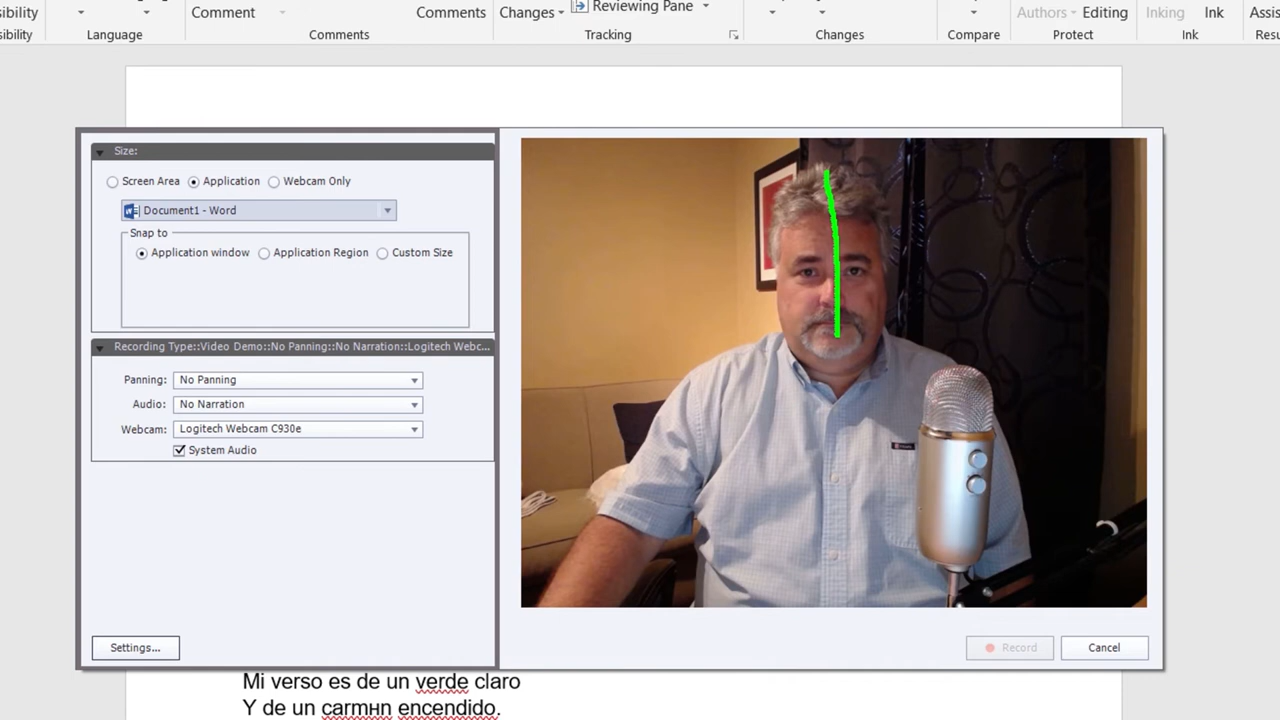 sibility Comment Comments Changes Reviewing Pane Authors Editing Inking Ink Assis
sibility Language Comments Tracking Changes Compare Protect Ink Resu
Size:
Screen Area Application Webcam Only
Document1 - Word
Snap to
Application window Application Region Custom Size
Recording Type::Video Demo::No Panning::No Narration::Logitech Webc...
Panning: No Panning
Audio: No Narration
Webcam: Logitech Webcam C930e
System Audio
Settings...
Record Cancel
Mi verso es de un verde claro
Y de un carmнn encendido.